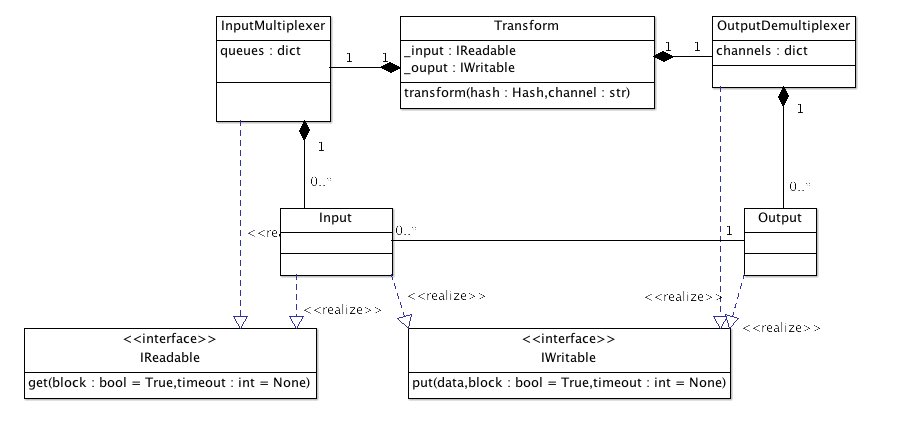 InputMultiplexer
queues : dict
Transform
_input : IReadable
_ouput : IWritable
transform(hash : Hash,channel : str)
OutputDemultiplexer
channels : dict
1
1
1
1
1
1
0..*
0..*
<<rea
Input
0..*
1
Output
<<realize>>
<<realize>>
<<realize>>
<<realize>>
<<interface>>
IReadable
get(block : bool = True,timeout : int = None)
<<interface>>
IWritable
put(data,block : bool = True,timeout : int = None)